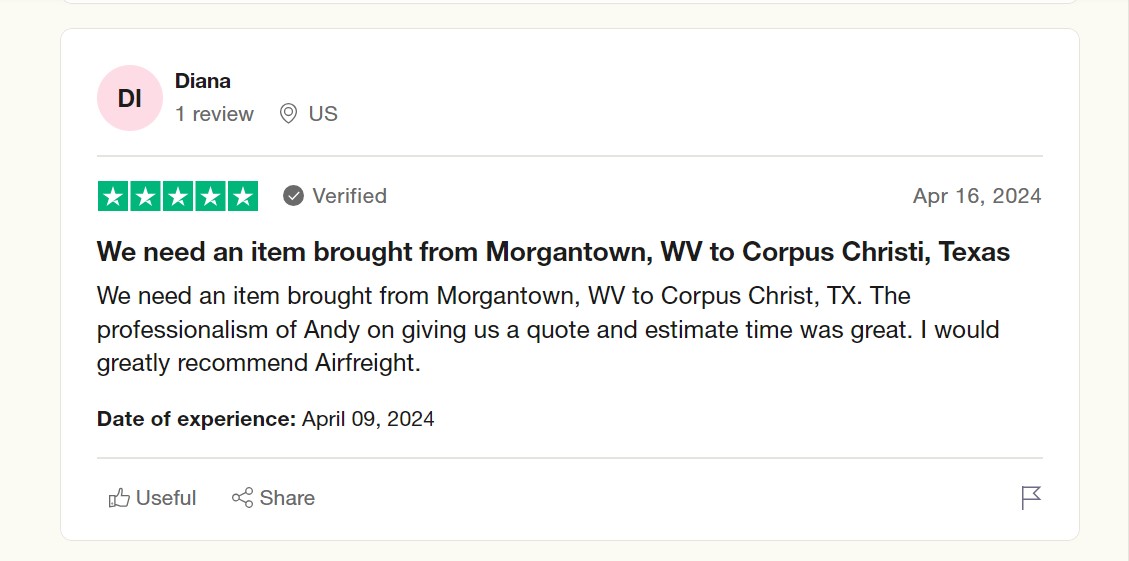 DI
Diana
1 review US
Verified
Apr 16, 2024
We need an item brought from Morgantown, WV to Corpus Christi, Texas
We need an item brought from Morgantown, WV to Corpus Christ, TX. The
professionalism of Andy on giving us a quote and estimate time was great. I would
greatly recommend Airfreight.
Date of experience: April 09, 2024
Useful Share